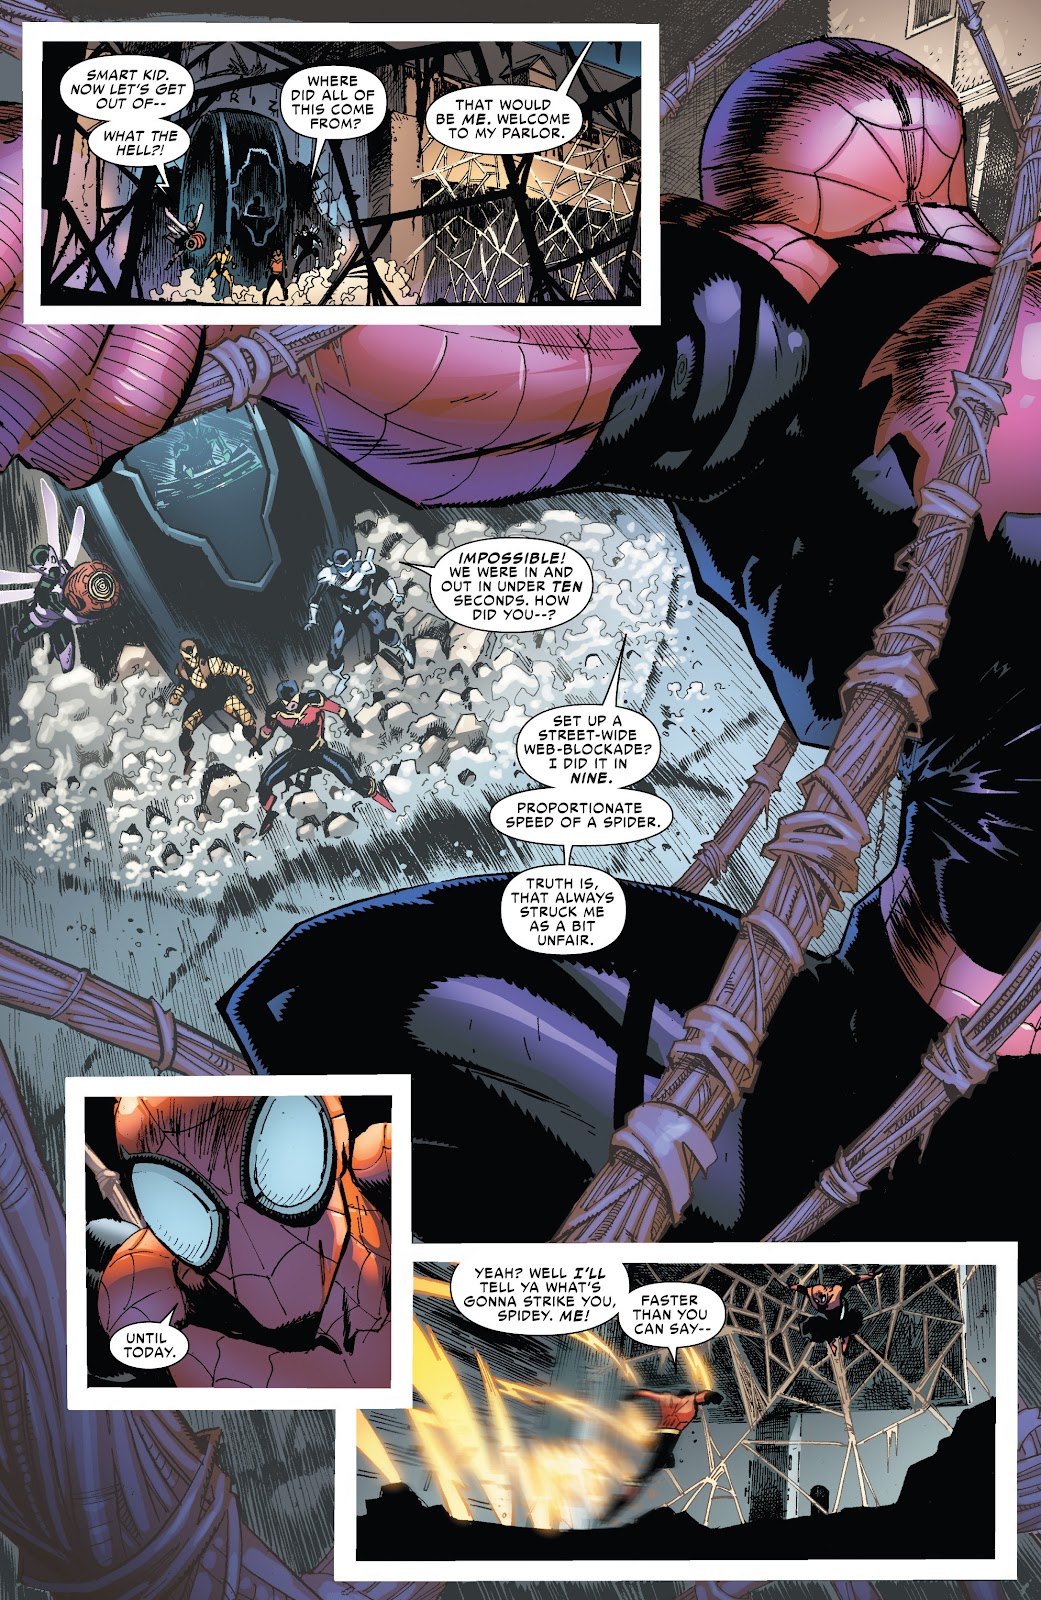 SMART KID.
NOW LET'S GET
OUT OF--
WHAT THE
HELL?!
WHERE
DID ALL OF
THIS COME
FROM?
THAT WOULD
BE ME. WELCOME
TO MY PARLOR.
IMPOSSIBLE!
WE WERE IN AND
OUT IN UNDER TEN
SECONDS. HOW
DID YOU--?
SET UP A
STREET-WIDE
WEB-BLOCKADE?
I DID IT IN
NINE.
PROPORTIONATE
SPEED OF A SPIDER.
TRUTH IS,
THAT ALWAYS
STRUCK ME
AS A BIT
UNFAIR.
UNTIL
TODAY.
YEAH? WELL I'LL
TELL YA WHAT'S
GONNA STRIKE YOU,
SPIDEY. ME!
FASTER
THAN YOU
CAN SAY--